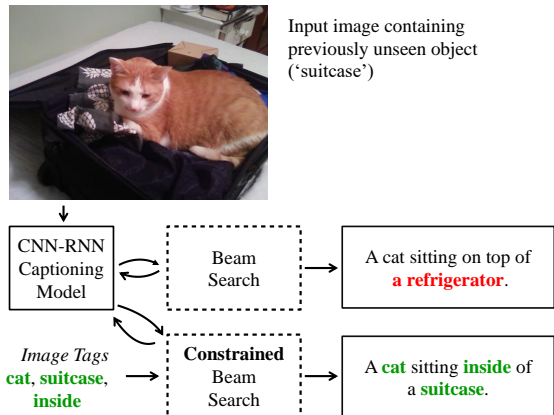 Input image containing
previously unseen object
(‘suitcase’)
CNN-RNN
Captioning
Model
Beam
Search
A cat sitting on top of
a refrigerator.
Image Tags
cat, suitcase,
inside
Constrained
Beam
Search
A cat sitting inside of
a suitcase.